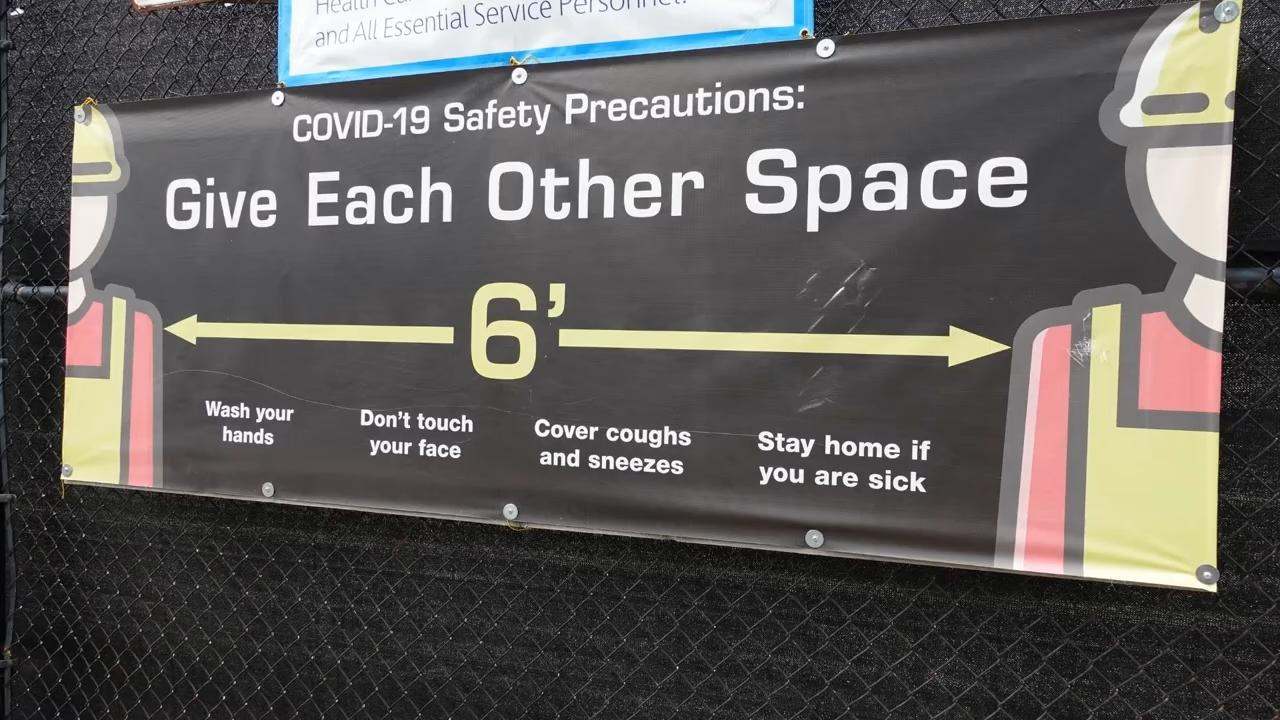 Health
and All Essential Service Personnel.
COVID-19 Safety Precautions:
Give Each Other Space
6’
Wash your
hands
Don’t touch
your face
Cover coughs
and sneezes
Stay home if
you are sick